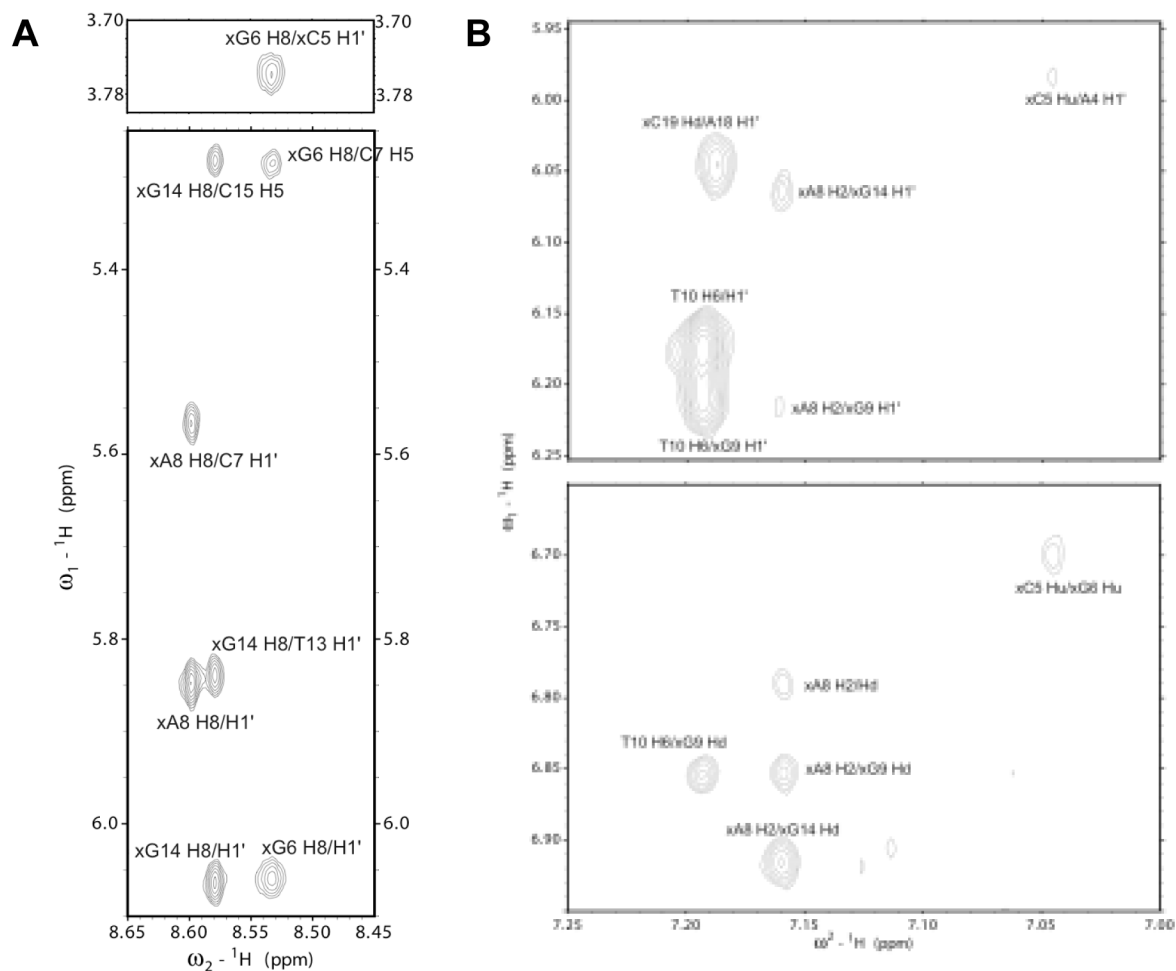 A
3.70
3.70
xG6 H8/xC5 H1'
3.78
3.78
xG6 H8/C7 H5
xG14 H8/C15 H5
5.4
5.4
xA8 H8/C7 H1'
5.6
5.6
xG14 H8/T13 H1'
5.8
5.8
xA8 H8/H1'
6.0
6.0
xG14 H8/H1'
xG6 H8/H1'
8.65
8.60
8.55
8.50
8.45
ω1 - 1H (ppm)
ω2 - 1H (ppm)
B
5.95
6.00
xC5 Hu/A4 H1'
xC19 Hd/A18 H1'
6.05
xA8 H2/xG14 H1'
6.10
T10 H6/H1'
6.15
6.20
xA8 H2/xG9 H1'
T10 H6/xG9 H1'
6.25
ω1 - 1H (ppm)
6.70
xC5 Hu/xG6 Hu
6.75
xA8 H2/Hd
6.80
T10 H6/xG9 Hd
6.85
xA8 H2/xG9 Hd
xA8 H2/xG14 Hd
6.90
7.25
7.20
7.15
7.10
7.05
7.00
ω2 - 1H (ppm)